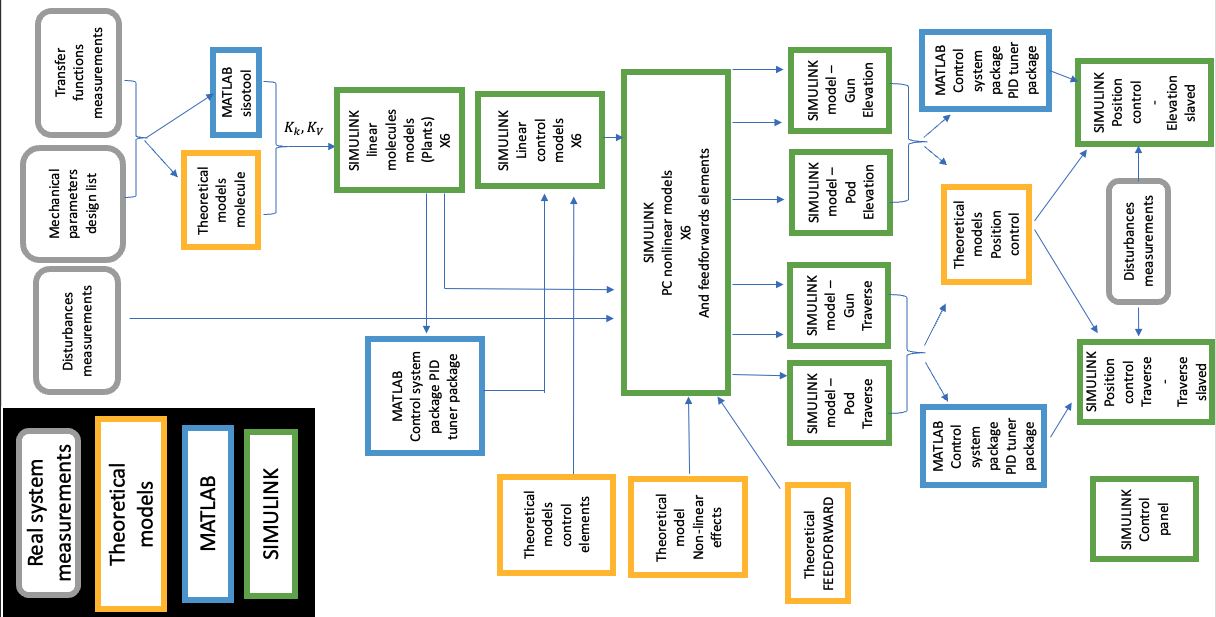 Transfer
functions
measurements
Mechanical
parameters
design list
Disturbances
measurements
MATLAB
sisotool
Theoretical
models
molecule
K_k, K_V
SIMULINK
linear
molecules
models
(Plants)
X6
MATLAB
Control system
package PID
tuner package
SIMULINK
Linear
control
models
X6
Theoretical
models
control
elements
SIMULINK
PC nonlinear models
X6
And feedforwards elements
Theoretical
model
Non-linear
effects
Theoretical
FEEDFORWARD
SIMULINK
model –
Gun
Elevation
SIMULINK
model –
Pod
Elevation
SIMULINK
model –
Gun
Traverse
SIMULINK
model –
Pod
Traverse
MATLAB
Control
system
package
PID tuner
package
Theoretical
models
Position
control
MATLAB
Control
system
package
PID tuner
package
SIMULINK
Position
control
-
Elevation
slaved
Disturbances
measurements
SIMULINK
Position
control
Traverse
-
Traverse
slaved
SIMULINK
Control
panel
Real system
measurements
Theoretical
models
MATLAB
SIMULINK